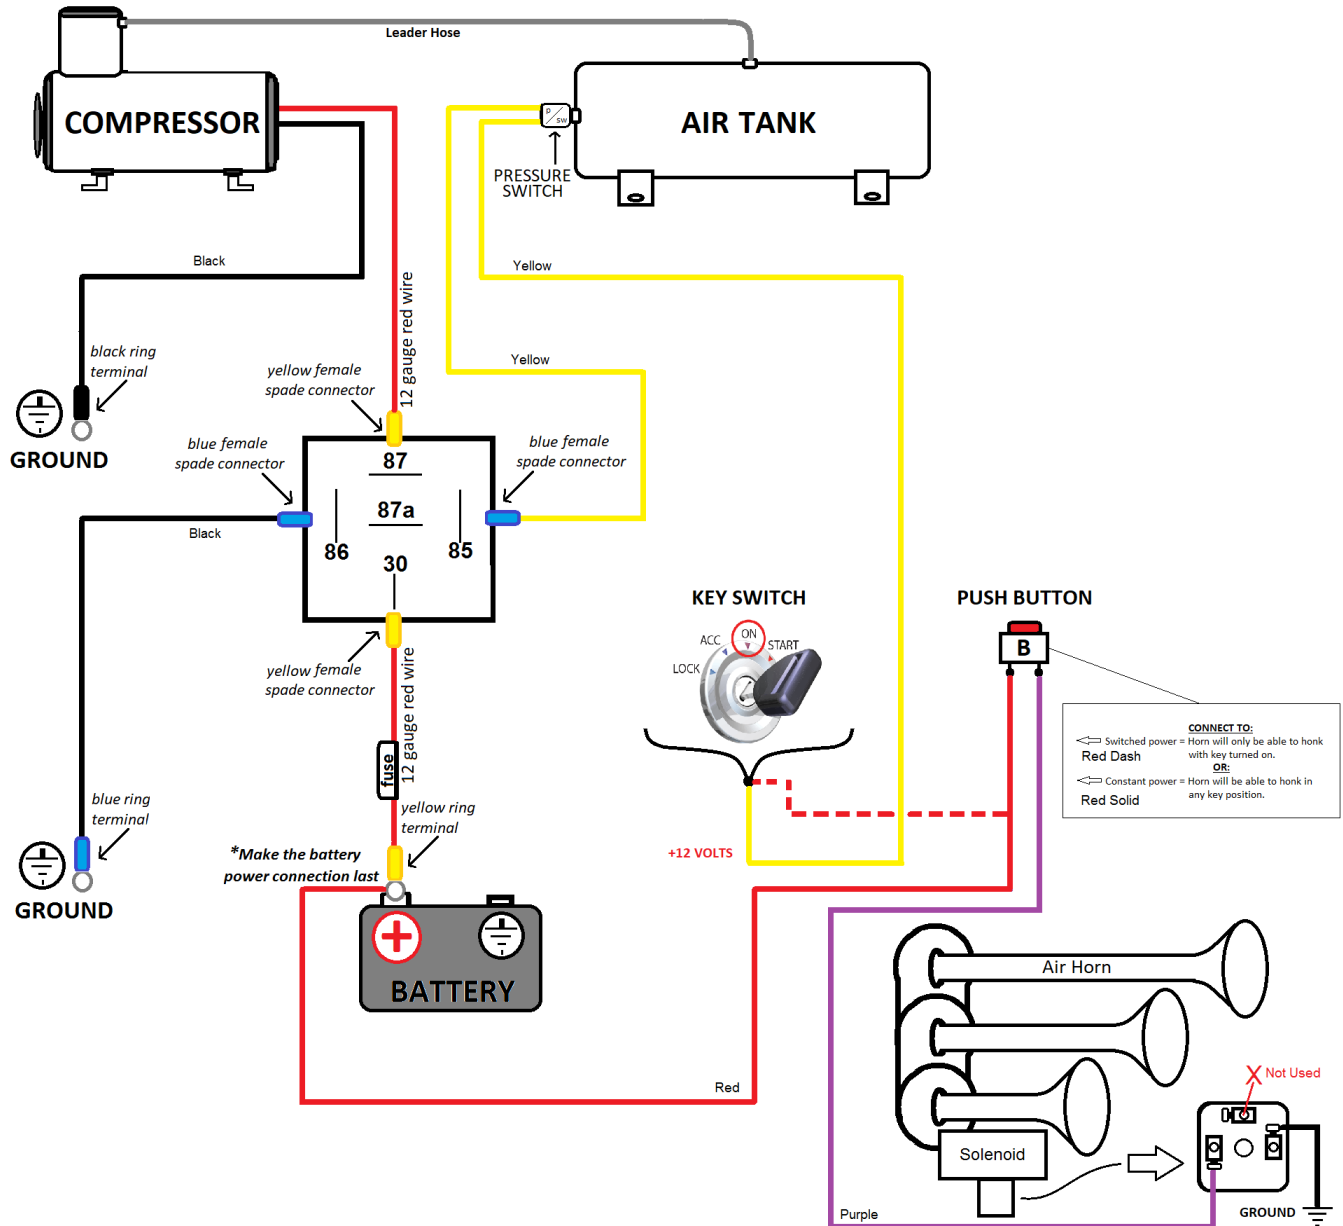 Leader Hose
COMPRESSOR
AIR TANK
P
sw
PRESSURE
SWITCH
Black
Yellow
12 gauge red wire
black ring
terminal
yellow female
spade connector
Yellow
GROUND
blue female
spade connector
blue female
spade connector
87
87a
86
85
30
Black
KEY SWITCH
PUSH BUTTON
ACC
ON
START
LOCK
B
yellow female
spade connector
12 gauge red wire
fuse
CONNECT TO:
Switched power = Horn will only be able to honk
Red Dash
with key turned on.
OR:
Constant power = Horn will be able to honk in
Red Solid
any key position.
blue ring
terminal
yellow ring
terminal
*Make the battery
power connection last
+12 VOLTS
GROUND
BATTERY
Air Horn
Red
X Not Used
Solenoid
Purple
GROUND